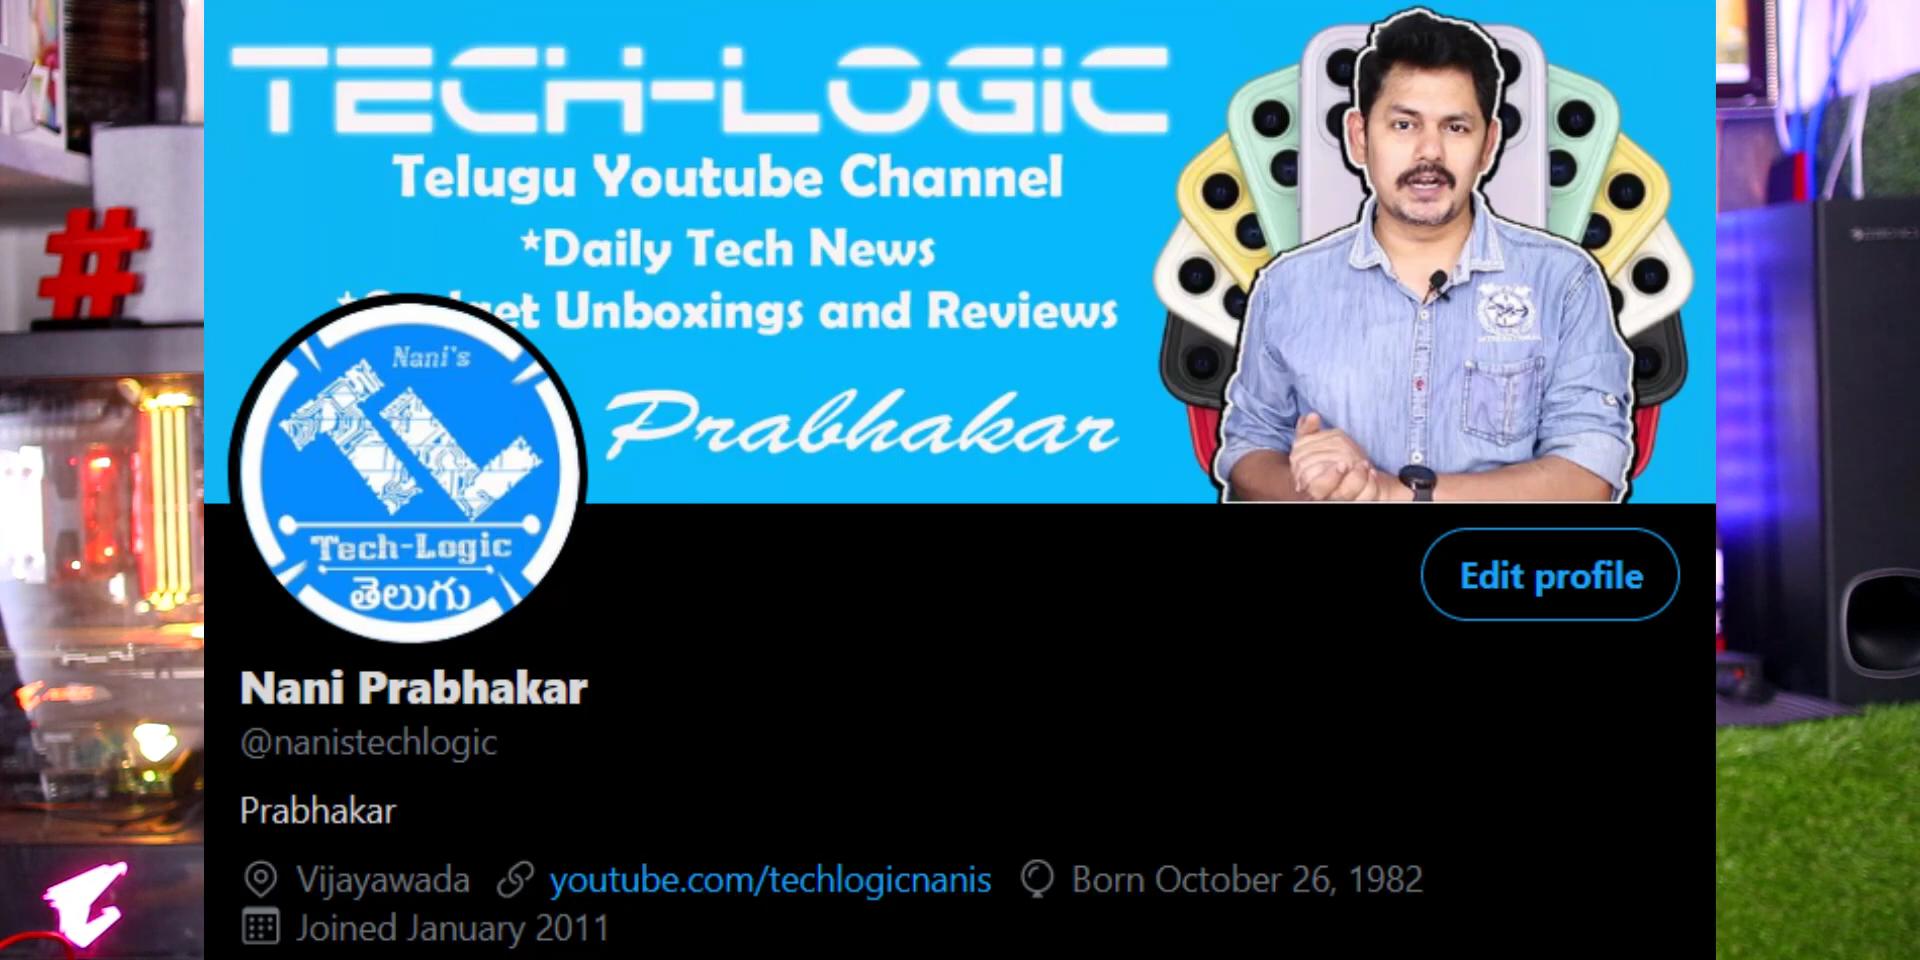 TECH-LOGiC
Telugu Youtube Channel
*Daily Tech News
Unboxings and Reviews
Prabhakar
Nani's
TL
Tech-Logic
తెలుగు
Edit profile
Nani Prabhakar
@nanistechlogic
Prabhakar
Vijayawada youtube.com/techlogicnanis Born October 26, 1982
Joined January 2011